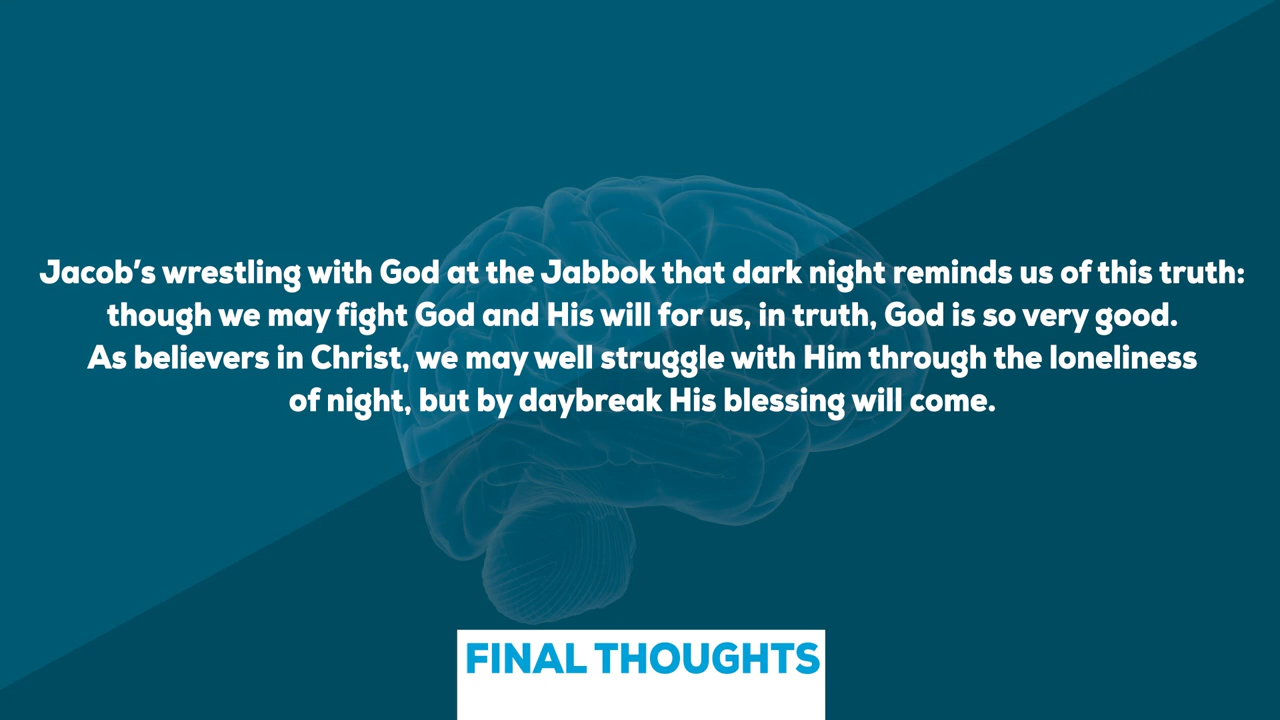 Jacob’s wrestling with God at the Jabbok that dark night reminds us of this truth:
though we may fight God and His will for us, in truth, God is so very good.
As believers in Christ, we may well struggle with Him through the loneliness
of night, but by daybreak His blessing will come.
FINAL THOUGHTS